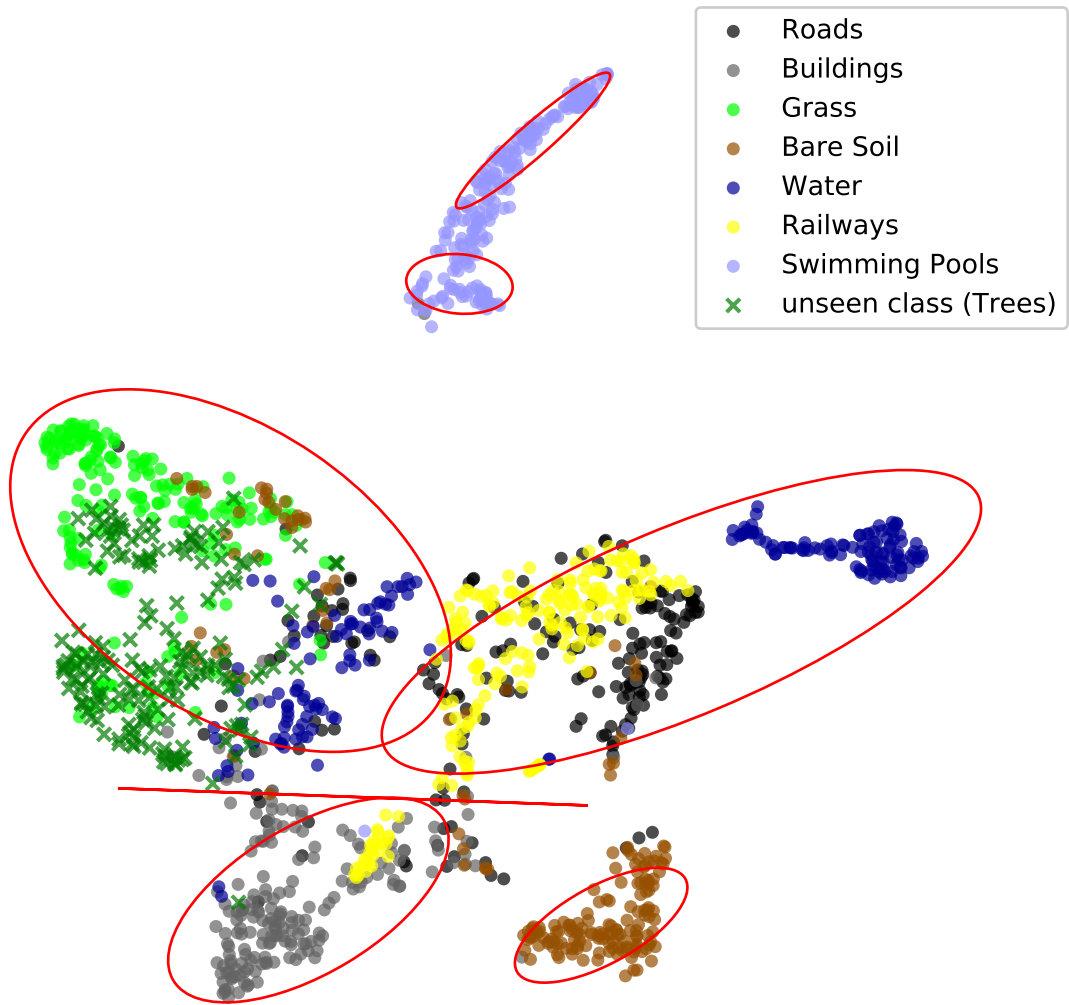 Roads
Buildings
Grass
Bare Soil
Water
Railways
Swimming Pools
unseen class (Trees)